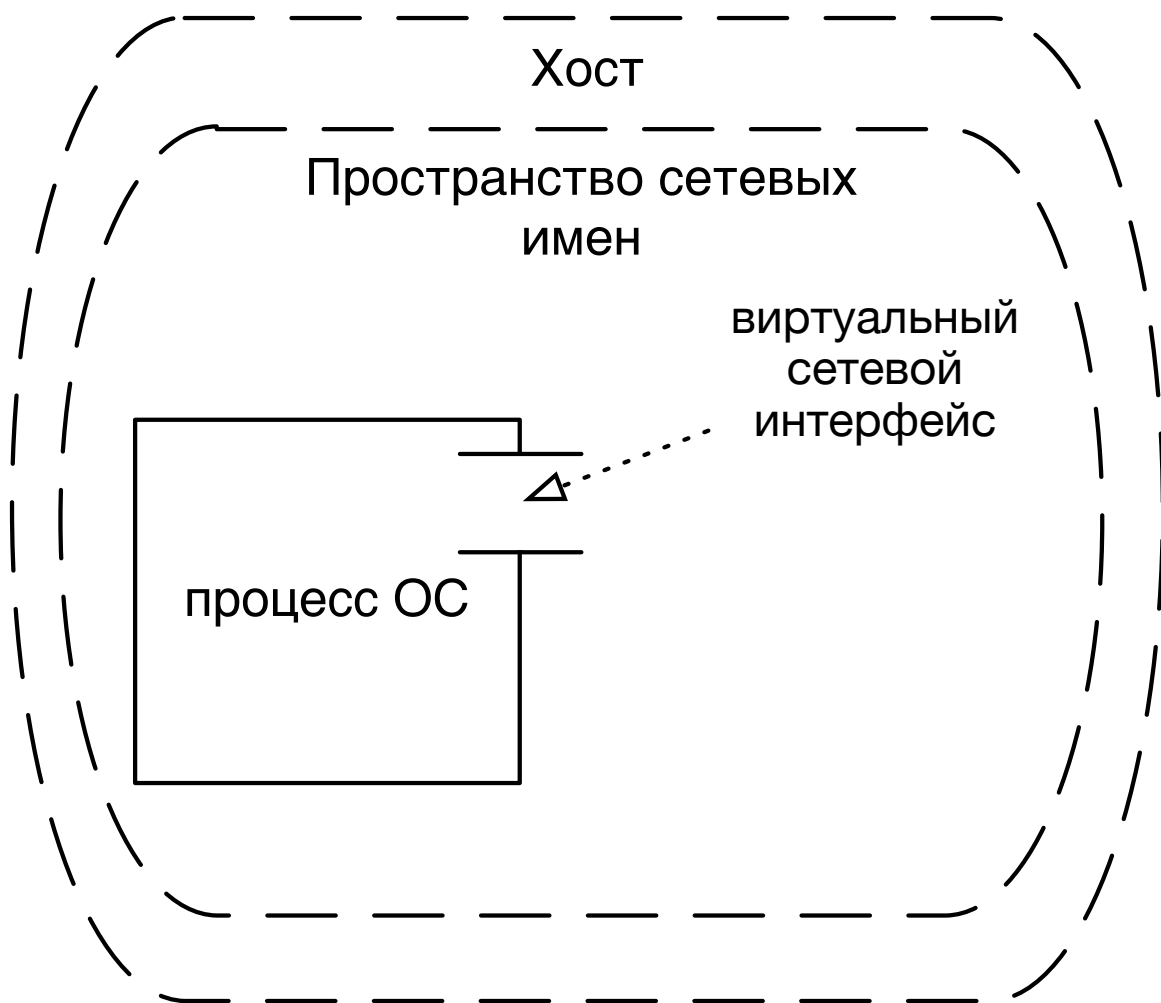 Хост
Пространство сетевых
имен
виртуальный
сетевой
интерфейс
процесс ОС